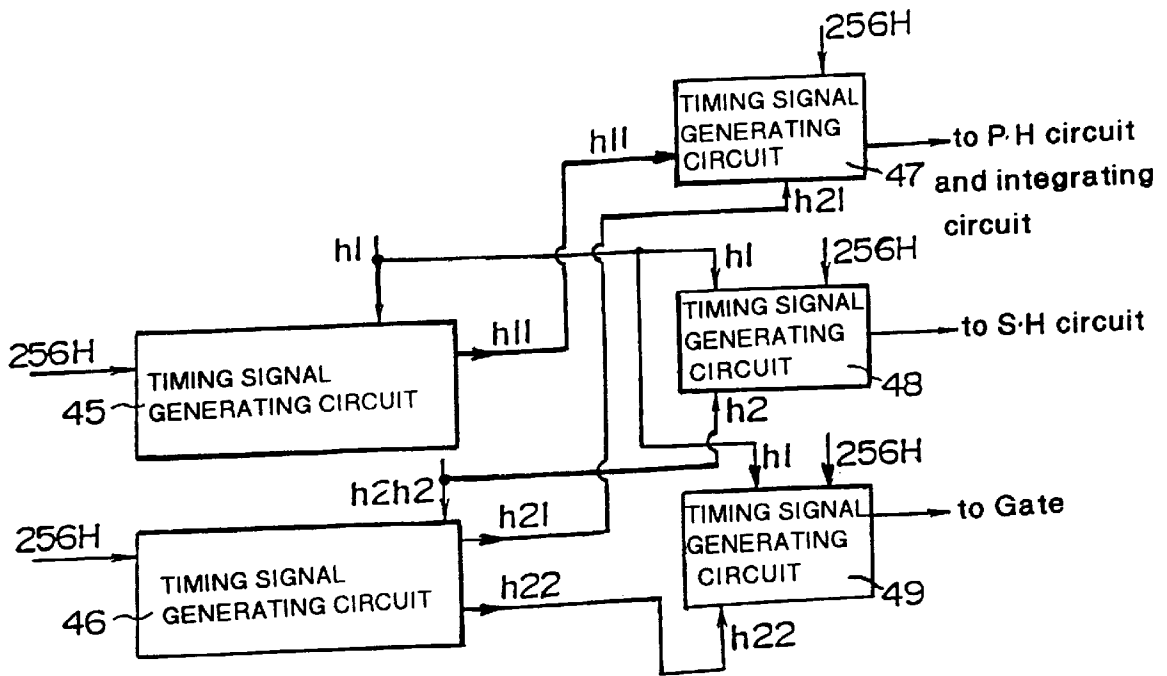 256H
TIMING SIGNAL
GENERATING
CIRCUIT
47
h11
h21
to P·H circuit
and integrating
circuit
h1
h1
256H
TIMING SIGNAL
GENERATING
CIRCUIT
48
to S·H circuit
h2
256H
45
TIMING SIGNAL
GENERATING CIRCUIT
h11
h2h2
h1
256H
TIMING SIGNAL
GENERATING
CIRCUIT
49
to Gate
h22
256H
46
TIMING SIGNAL
GENERATING CIRCUIT
h21
h22